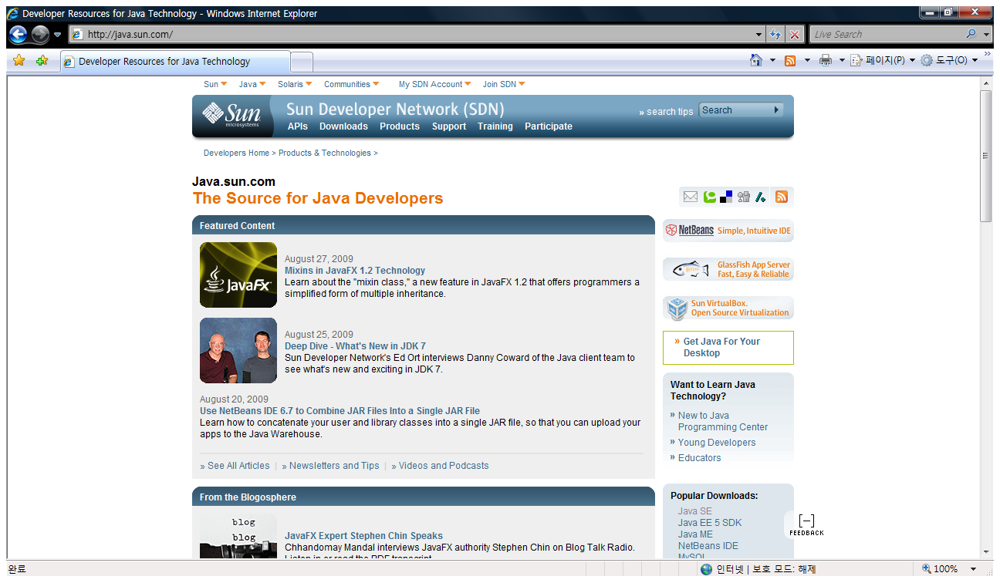 Developer Resources for Java Technology - Windows Internet Explorer
http://java.sun.com/
Live Search
Developer Resources for Java Technology
페이지(P)
도구(O)
Sun Java Solaris Communities My SDN Account Join SDN
Sun microsystems
Sun Developer Network (SDN)
» search tips
Search
APIs Downloads Products Support Training Participate
Developers Home > Products & Technologies >
Java.sun.com
The Source for Java Developers
Featured Content
JavaFX
August 27, 2009
Mixins in JavaFX 1.2 Technology
Learn about the "mixin class," a new feature in JavaFX 1.2 that offers programmers a
simplified form of multiple inheritance.
August 25, 2009
Deep Dive - What's New in JDK 7
Sun Developer Network's Ed Ort interviews Danny Coward of the Java client team to
see what's new and exciting in JDK 7.
August 20, 2009
Use NetBeans IDE 6.7 to Combine JAR Files Into a Single JAR File
Learn how to concatenate your user and library classes into a single JAR file, so that you can upload your
apps to the Java Warehouse.
» See All Articles | » Newsletters and Tips | » Videos and Podcasts
From the Blogosphere
blog
blog
JavaFX Expert Stephen Chin Speaks
Chhandomay Mandal interviews JavaFX authority Stephen Chin on Blog Talk Radio.
Listen in or read the PDF transcript.
NetBeans Simple, Intuitive IDE
GlassFish App Server
Fast, Easy & Reliable
Sun VirtualBox.
Open Source Virtualization
» Get Java For Your
Desktop
Want to Learn Java
Technology?
» New to Java
Programming Center
» Young Developers
» Educators
Popular Downloads:
Java SE
Java EE 5 SDK
Java ME
NetBeans IDE
MySQL
[–]
FEEDBACK
완료
인터넷 | 보호 모드: 해제
100%